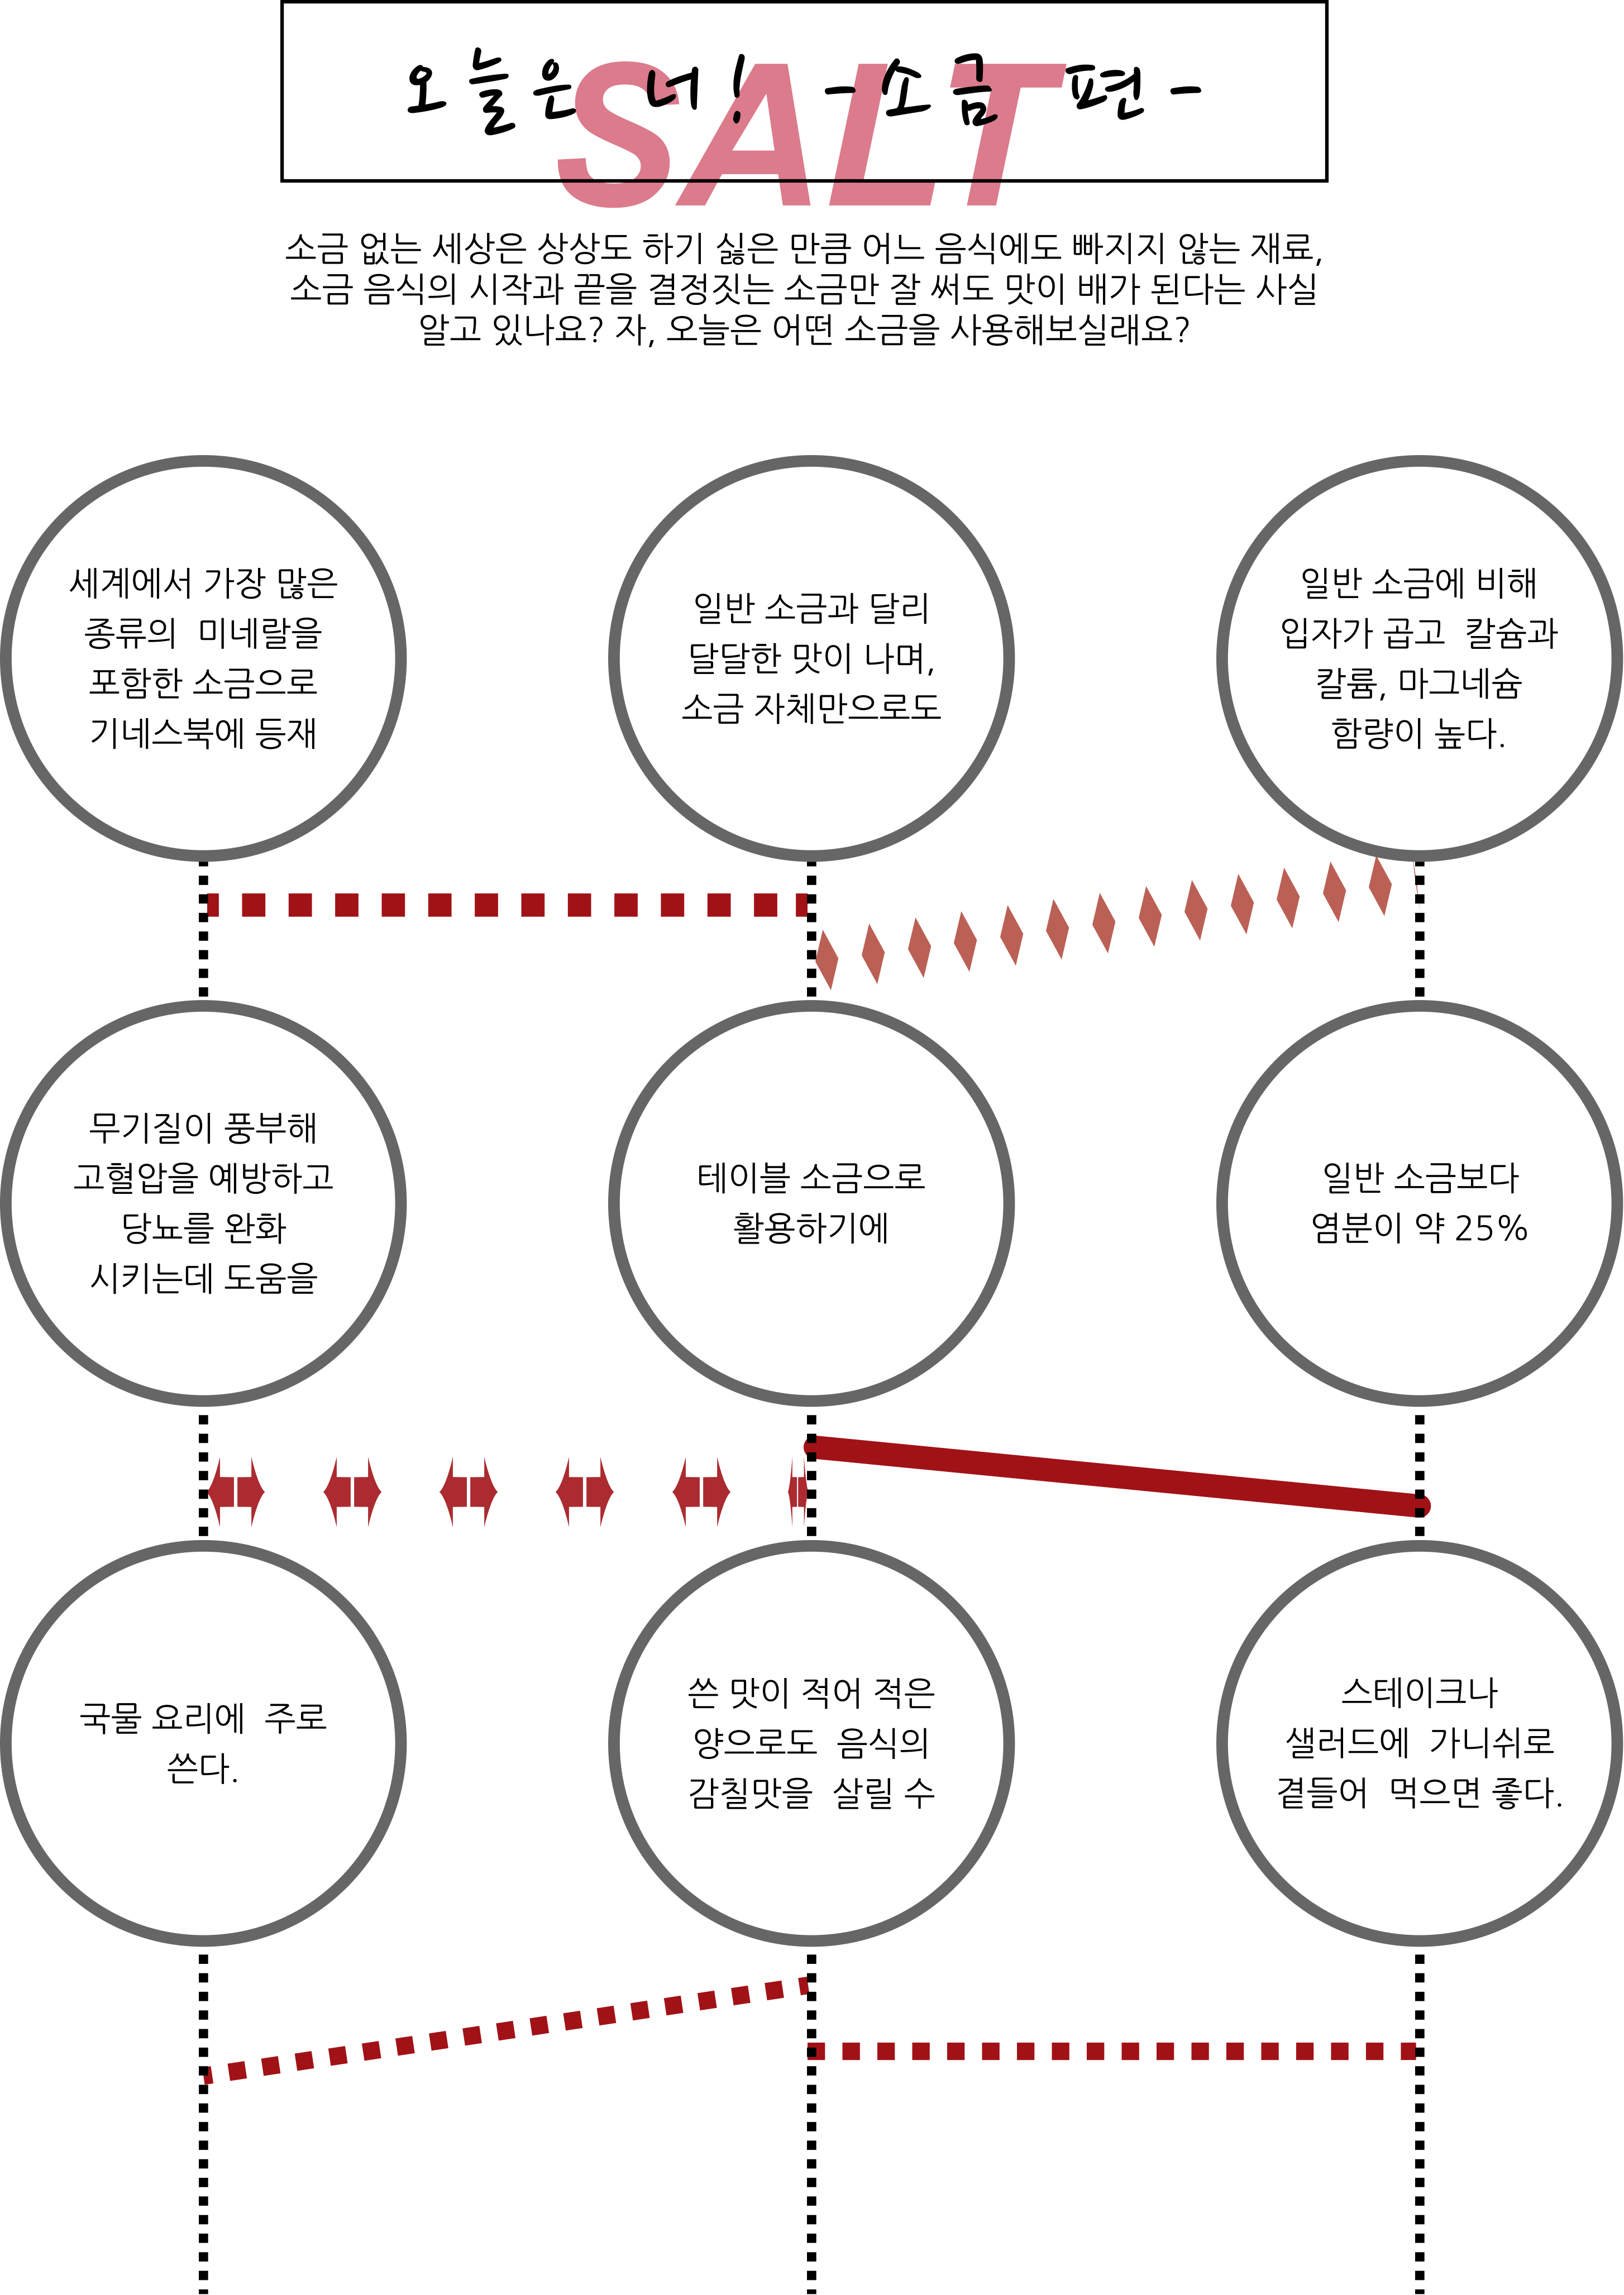 오늘은 너! -소금 편-
SALT
소금 없는 세상은 상상도 하기 싫은 만큼 어느 음식에도 빠지지 않는 재료,
소금 음식의 시작과 끝을 결정짓는 소금만 잘 써도 맛이 배가 된다는 사실
알고 있나요? 자, 오늘은 어떤 소금을 사용해보실래요?
세계에서 가장 많은
종류의 미네랄을
포함한 소금으로
기네스북에 등재
일반 소금과 달리
달달한 맛이 나며,
소금 자체만으로도
일반 소금에 비해
입자가 곱고 칼슘과
칼륨, 마그네슘
함량이 높다.
무기질이 풍부해
고혈압을 예방하고
당뇨를 완화
시키는데 도움을
테이블 소금으로
활용하기에
일반 소금보다
염분이 약 25%
국물 요리에 주로
쓴다.
쓴 맛이 적어 적은
양으로도 음식의
감칠맛을 살릴 수
스테이크나
샐러드에 가니쉬로
곁들어 먹으면 좋다.